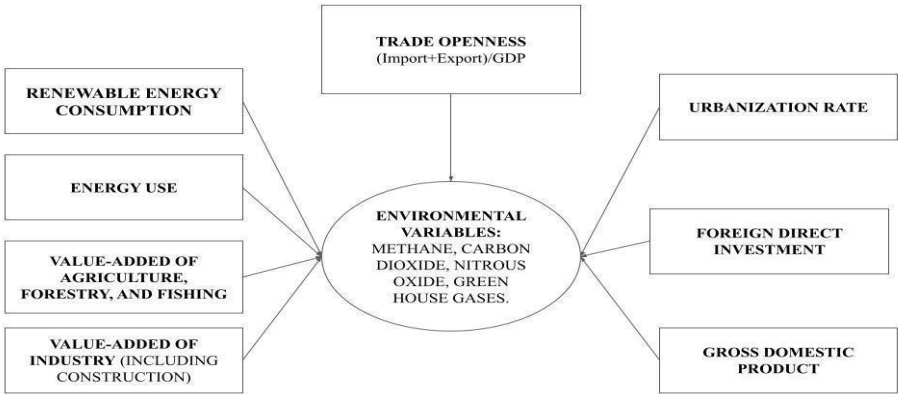 TRADE OPENNESS
(Import+Export)/GDP
RENEWABLE ENERGY
CONSUMPTION
ENERGY USE
VALUE-ADDED OF
AGRICULTURE,
FORESTRY, AND FISHING
VALUE-ADDED OF
INDUSTRY (INCLUDING
CONSTRUCTION)
ENVIRONMENTAL
VARIABLES:
METHANE, CARBON
DIOXIDE, NITROUS
OXIDE, GREEN
HOUSE GASES.
URBANIZATION RATE
FOREIGN DIRECT
INVESTMENT
GROSS DOMESTIC
PRODUCT